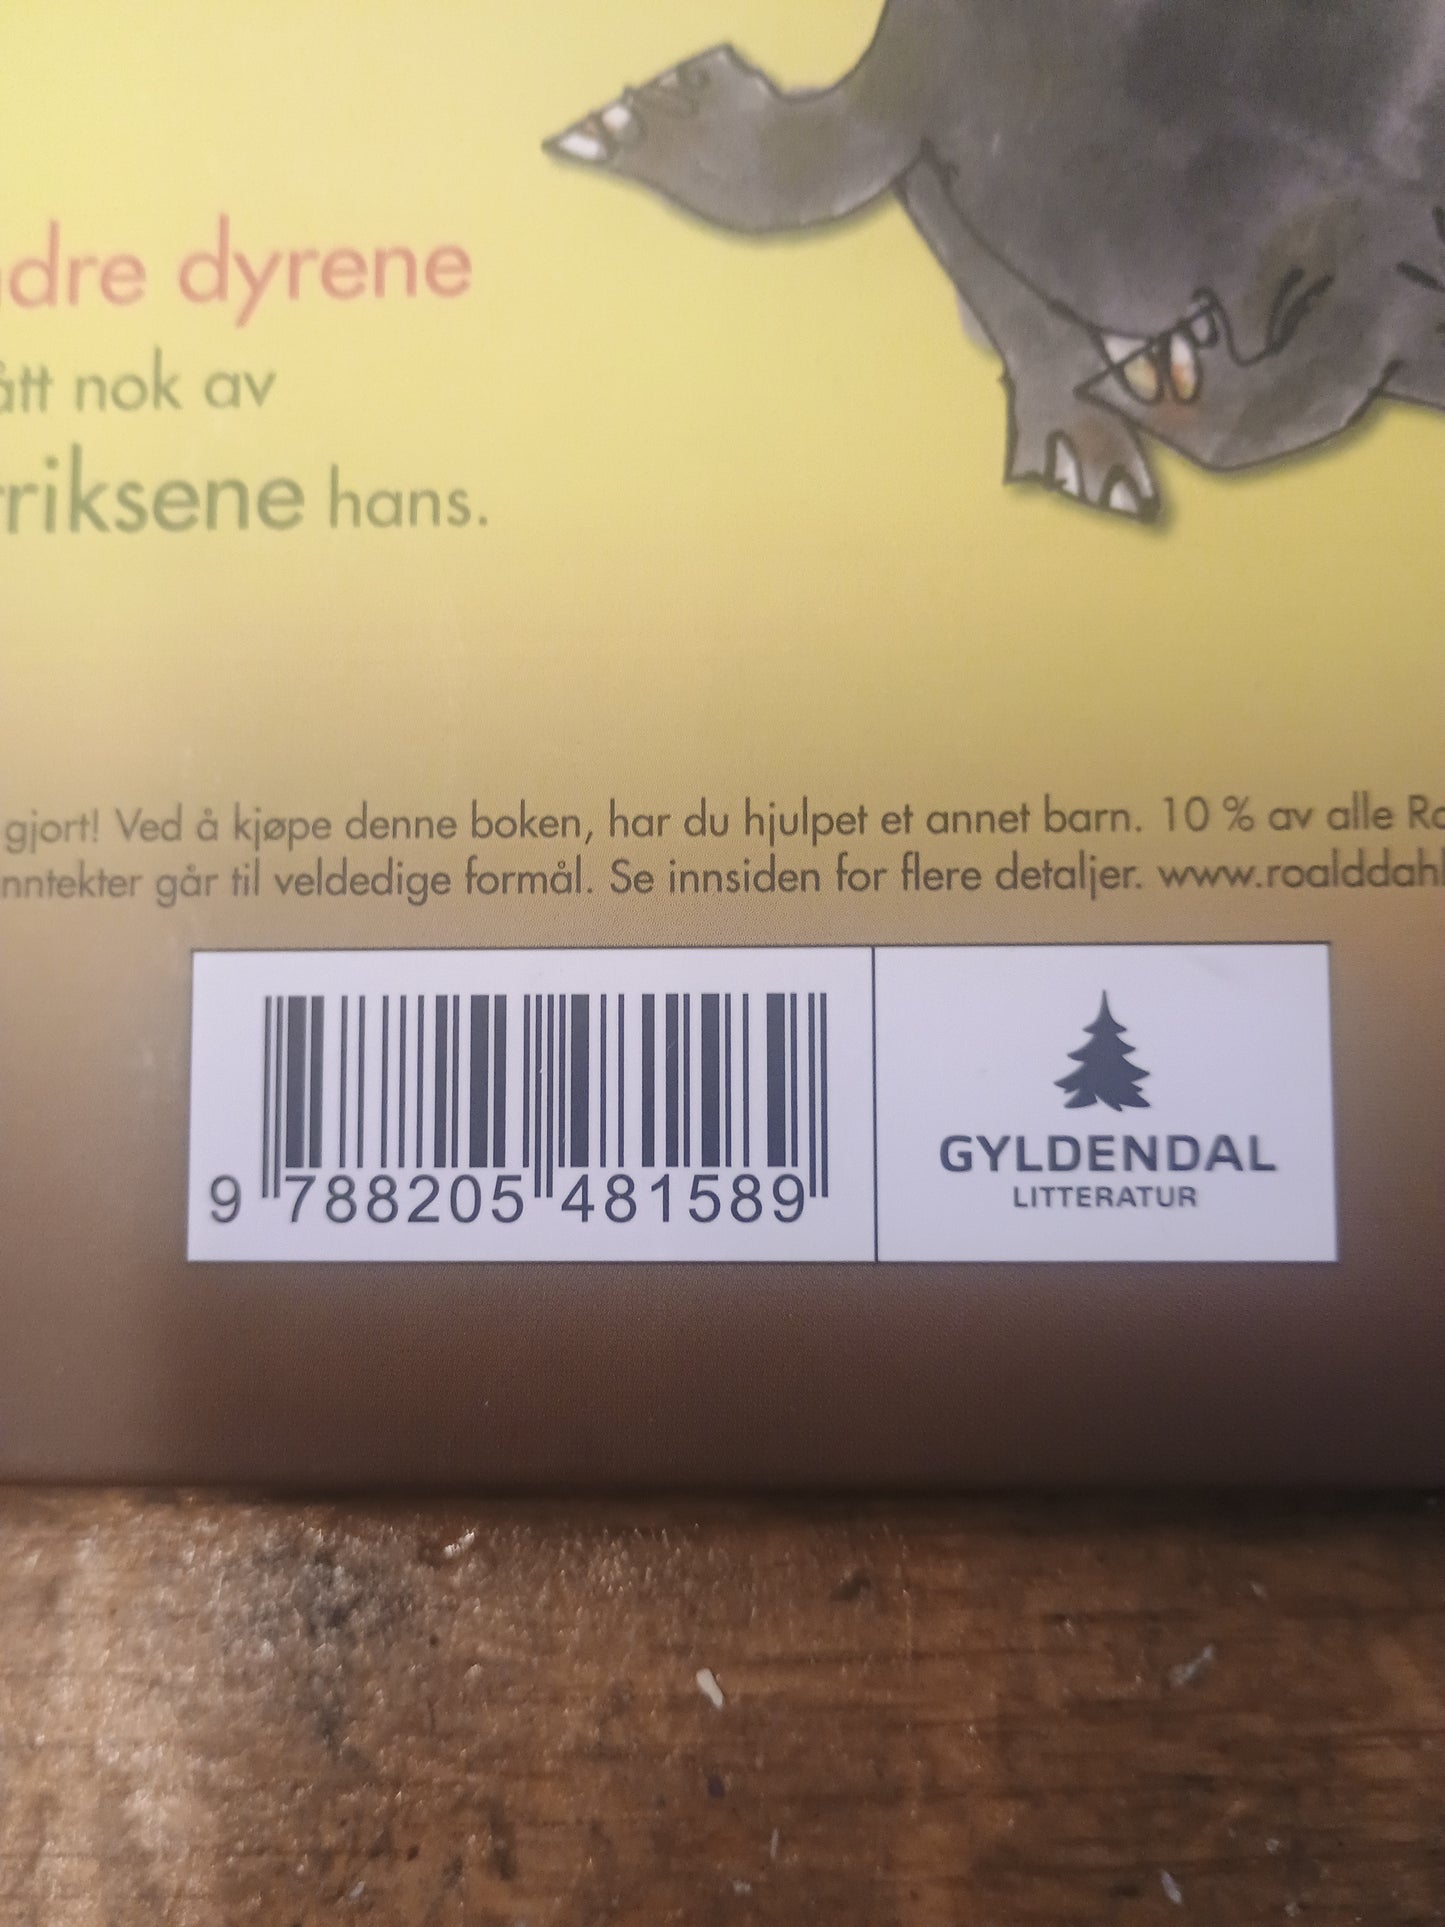 dre dyrene
ått nok av
riksene hans.
gjort! Ved å kjøpe denne boken, har du hjulpet et annet barn. 10 % av alle Ro
nntekter går til veldedige formål. Se innsiden for flere detaljer. www.roalddahl
9 788205 481589
GYLDENDAL
LITTERATUR